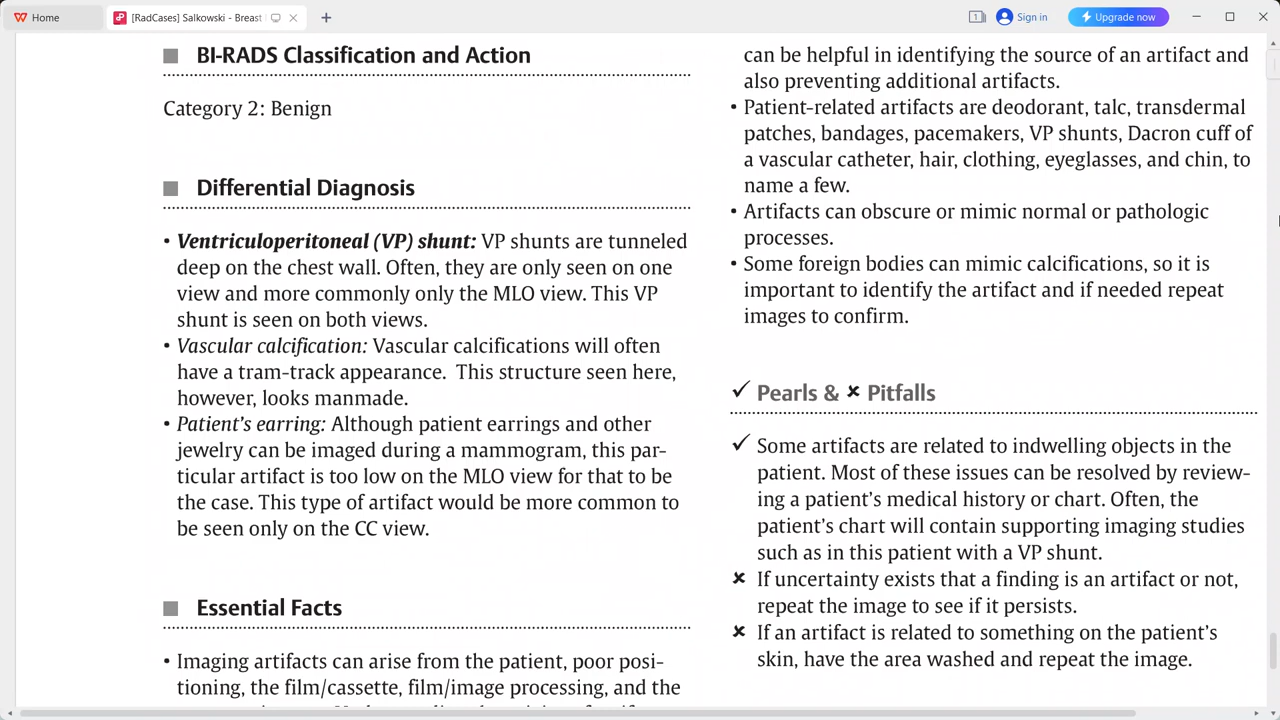 Home
[RadCases] Salkowski - Breast
1
Sign in
Upgrade now
BI-RADS Classification and Action
Category 2: Benign
Differential Diagnosis
• Ventriculoperitoneal (VP) shunt: VP shunts are tunneled
deep on the chest wall. Often, they are only seen on one
view and more commonly only the MLO view. This VP
shunt is seen on both views.
• Vascular calcification: Vascular calcifications will often
have a tram-track appearance. This structure seen here,
however, looks manmade.
• Patient's earring: Although patient earrings and other
jewelry can be imaged during a mammogram, this par-
ticular artifact is too low on the MLO view for that to be
the case. This type of artifact would be more common to
be seen only on the CC view.
Essential Facts
• Imaging artifacts can arise from the patient, poor posi-
tioning, the film/cassette, film/image processing, and the
can be helpful in identifying the source of an artifact and
also preventing additional artifacts.
• Patient-related artifacts are deodorant, talc, transdermal
patches, bandages, pacemakers, VP shunts, Dacron cuff of
a vascular catheter, hair, clothing, eyeglasses, and chin, to
name a few.
• Artifacts can obscure or mimic normal or pathologic
processes.
• Some foreign bodies can mimic calcifications, so it is
important to identify the artifact and if needed repeat
images to confirm.
✓ Pearls & ✗ Pitfalls
✓ Some artifacts are related to indwelling objects in the
patient. Most of these issues can be resolved by review-
ing a patient's medical history or chart. Often, the
patient's chart will contain supporting imaging studies
such as in this patient with a VP shunt.
✗ If uncertainty exists that a finding is an artifact or not,
repeat the image to see if it persists.
✗ If an artifact is related to something on the patient's
skin, have the area washed and repeat the image.